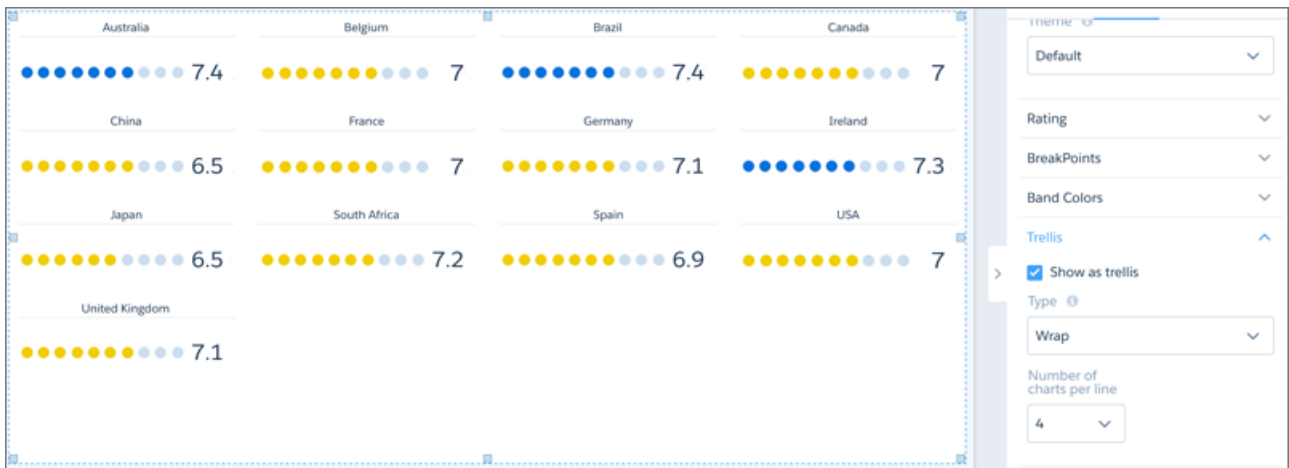 Australia
Belgium
Brazil
Canada
7.4
7
7.4
7
China
France
Germany
Ireland
6.5
7
7.1
7.3
Japan
South Africa
Spain
USA
6.5
7.2
6.9
7
United Kingdom
7.1
Theme
Default
Rating
BreakPoints
Band Colors
Trellis
Show as trellis
Type
Wrap
Number of
charts per line
4